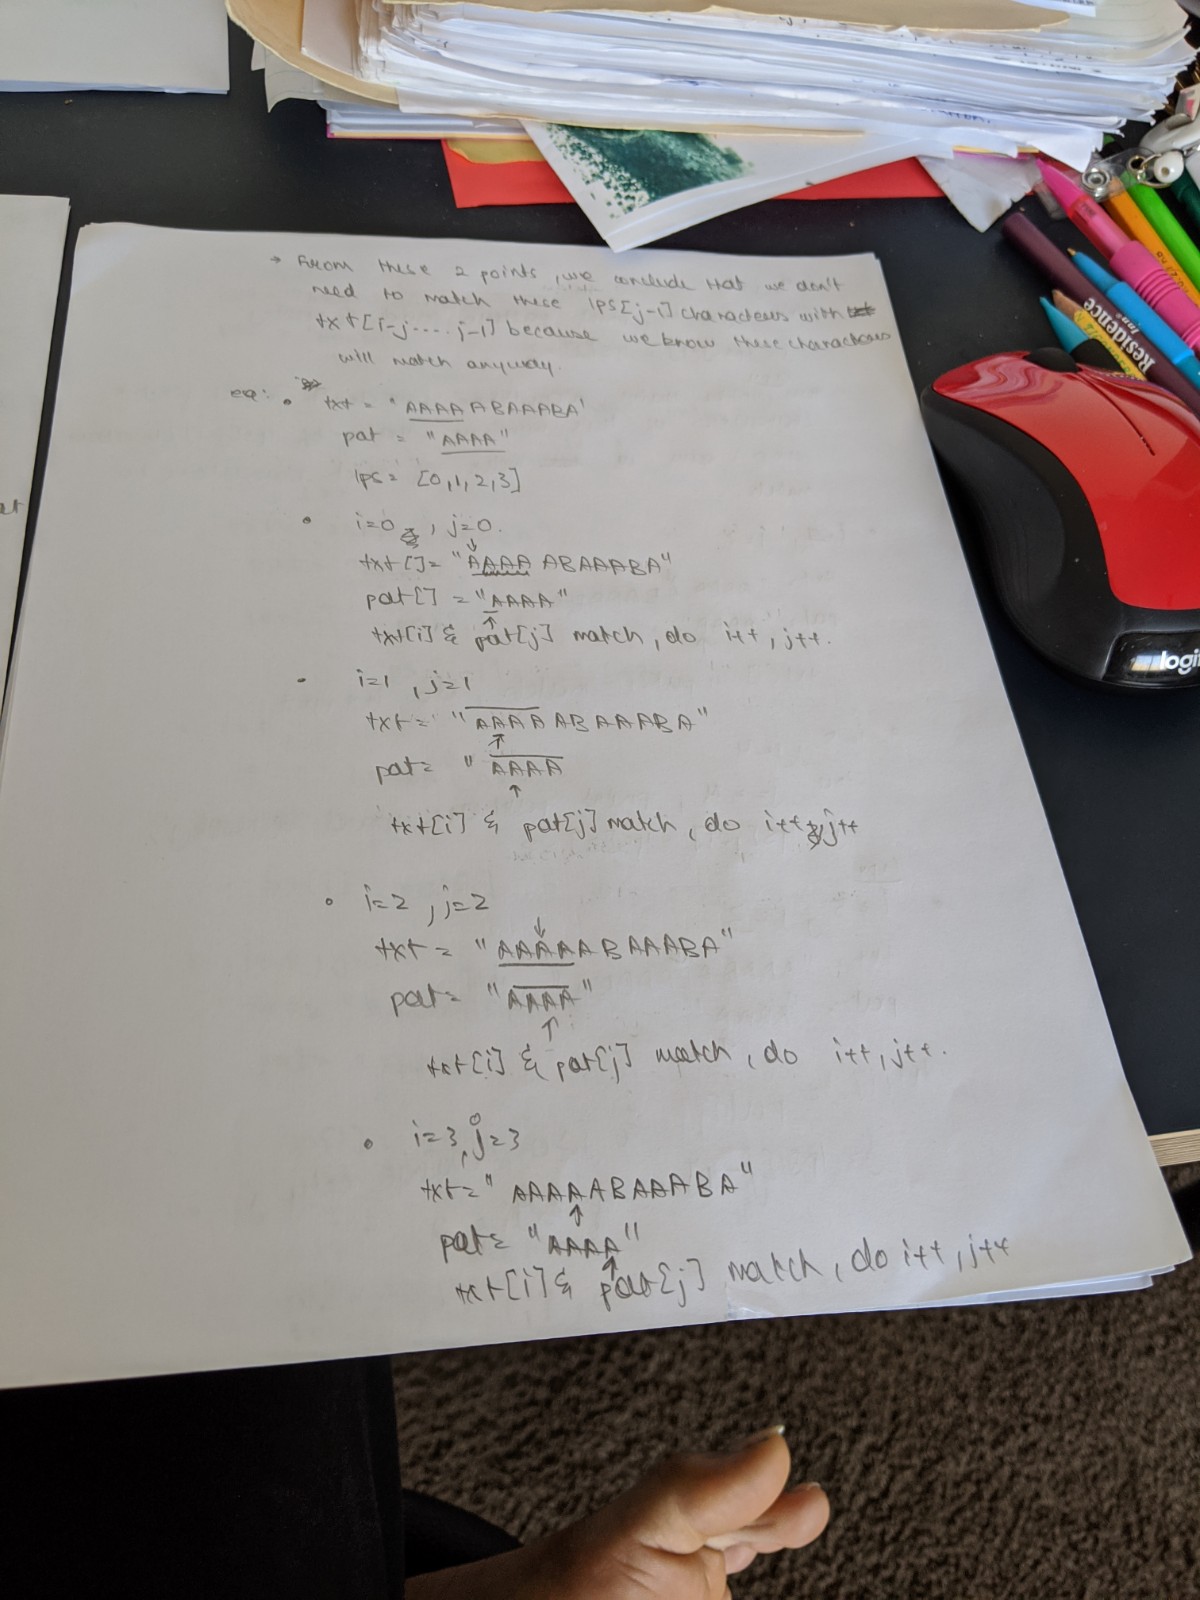 → From these 2 points, we conclude that we don't
need to match these lps[j-1] characters with
txt[i-j....j-1] because we know these characters
will match anyway.
eg: • txt = "AAAAABAAABA"
pat = "AAAA"
lps = [0,1,2,3]
• i=0, j=0.
txt[] = "AAAAABAAABA"
pat[] = "AAAA"
txt[i] & pat[j] match, do i++, j++.
• i=1, j=1
txt = "AAAAABAAABA"
pat = "AAAA
txt[i] & pat[j] match, do i++, j++
• i=2, j=2
txt = "AAAAABAAABA"
pat = "AAAA"
txt[i] & pat[j] match, do i++, j++.
• i=3, j=3
txt = "AAAAABAAABA"
pat = "AAAA"
txt[i] & pat[j] match, do i++, j++
Residence
Inn
logi